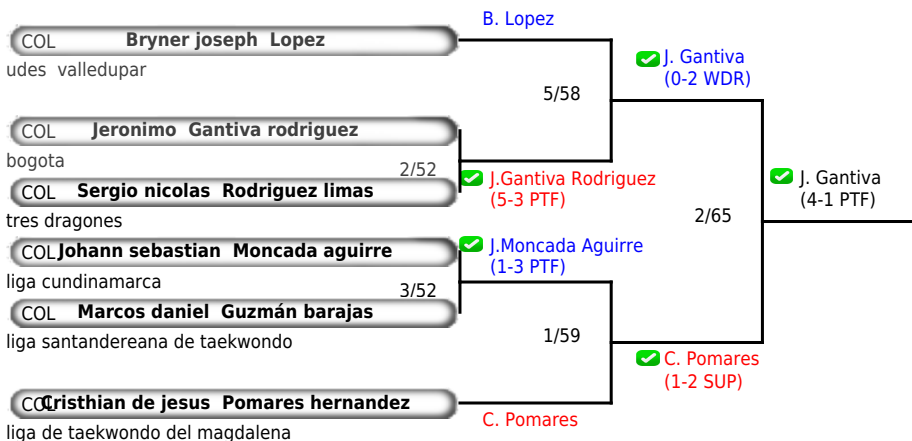 B. Lopez
COL Bryner joseph Lopez
udes valledupar
J. Gantiva
(0-2 WDR)
5/58
COL Jeronimo Gantiva rodriguez
bogota
2/52
J.Gantiva Rodriguez
(5-3 PTF)
COL Sergio nicolas Rodriguez limas
tres dragones
J. Gantiva
(4-1 PTF)
2/65
COL Johann sebastian Moncada aguirre
liga cundinamarca
J.Moncada Aguirre
(1-3 PTF)
3/52
COL Marcos daniel Guzmán barajas
liga santandereana de taekwondo
1/59
C. Pomares
(1-2 SUP)
COL Cristhian de jesus Pomares hernandez
liga de taekwondo del magdalena
C. Pomares